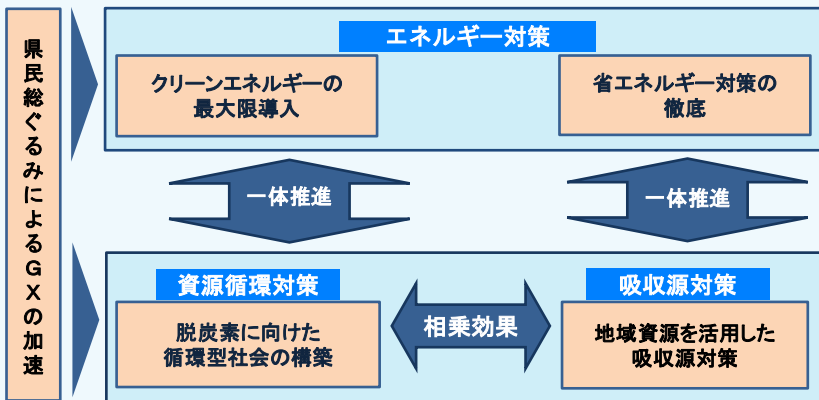 県民総ぐるみによるGXの加速
エネルギー対策
クリーンエネルギーの
最大限導入
省エネルギー対策の
徹底
一体推進
一体推進
資源循環対策
脱炭素に向けた
循環型社会の構築
相乗効果
吸収源対策
地域資源を活用した
吸収源対策